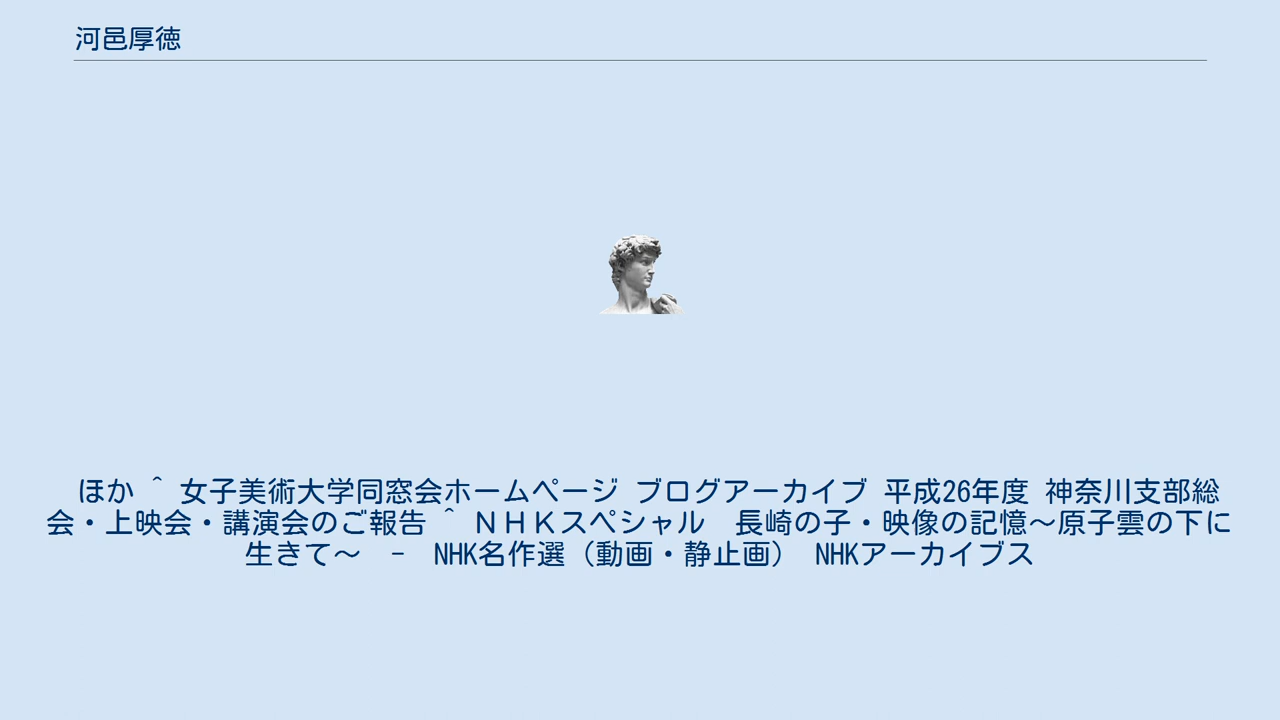 河邑厚徳
ほか ^ 女子美術大学同窓会ホームページ ブログアーカイブ 平成26年度 神奈川支部総
会・上映会・講演会のご報告 ^ ＮＨＫスペシャル　長崎の子・映像の記憶～原子雲の下に
生きて～　-　NHK名作選（動画・静止画） NHKアーカイブス